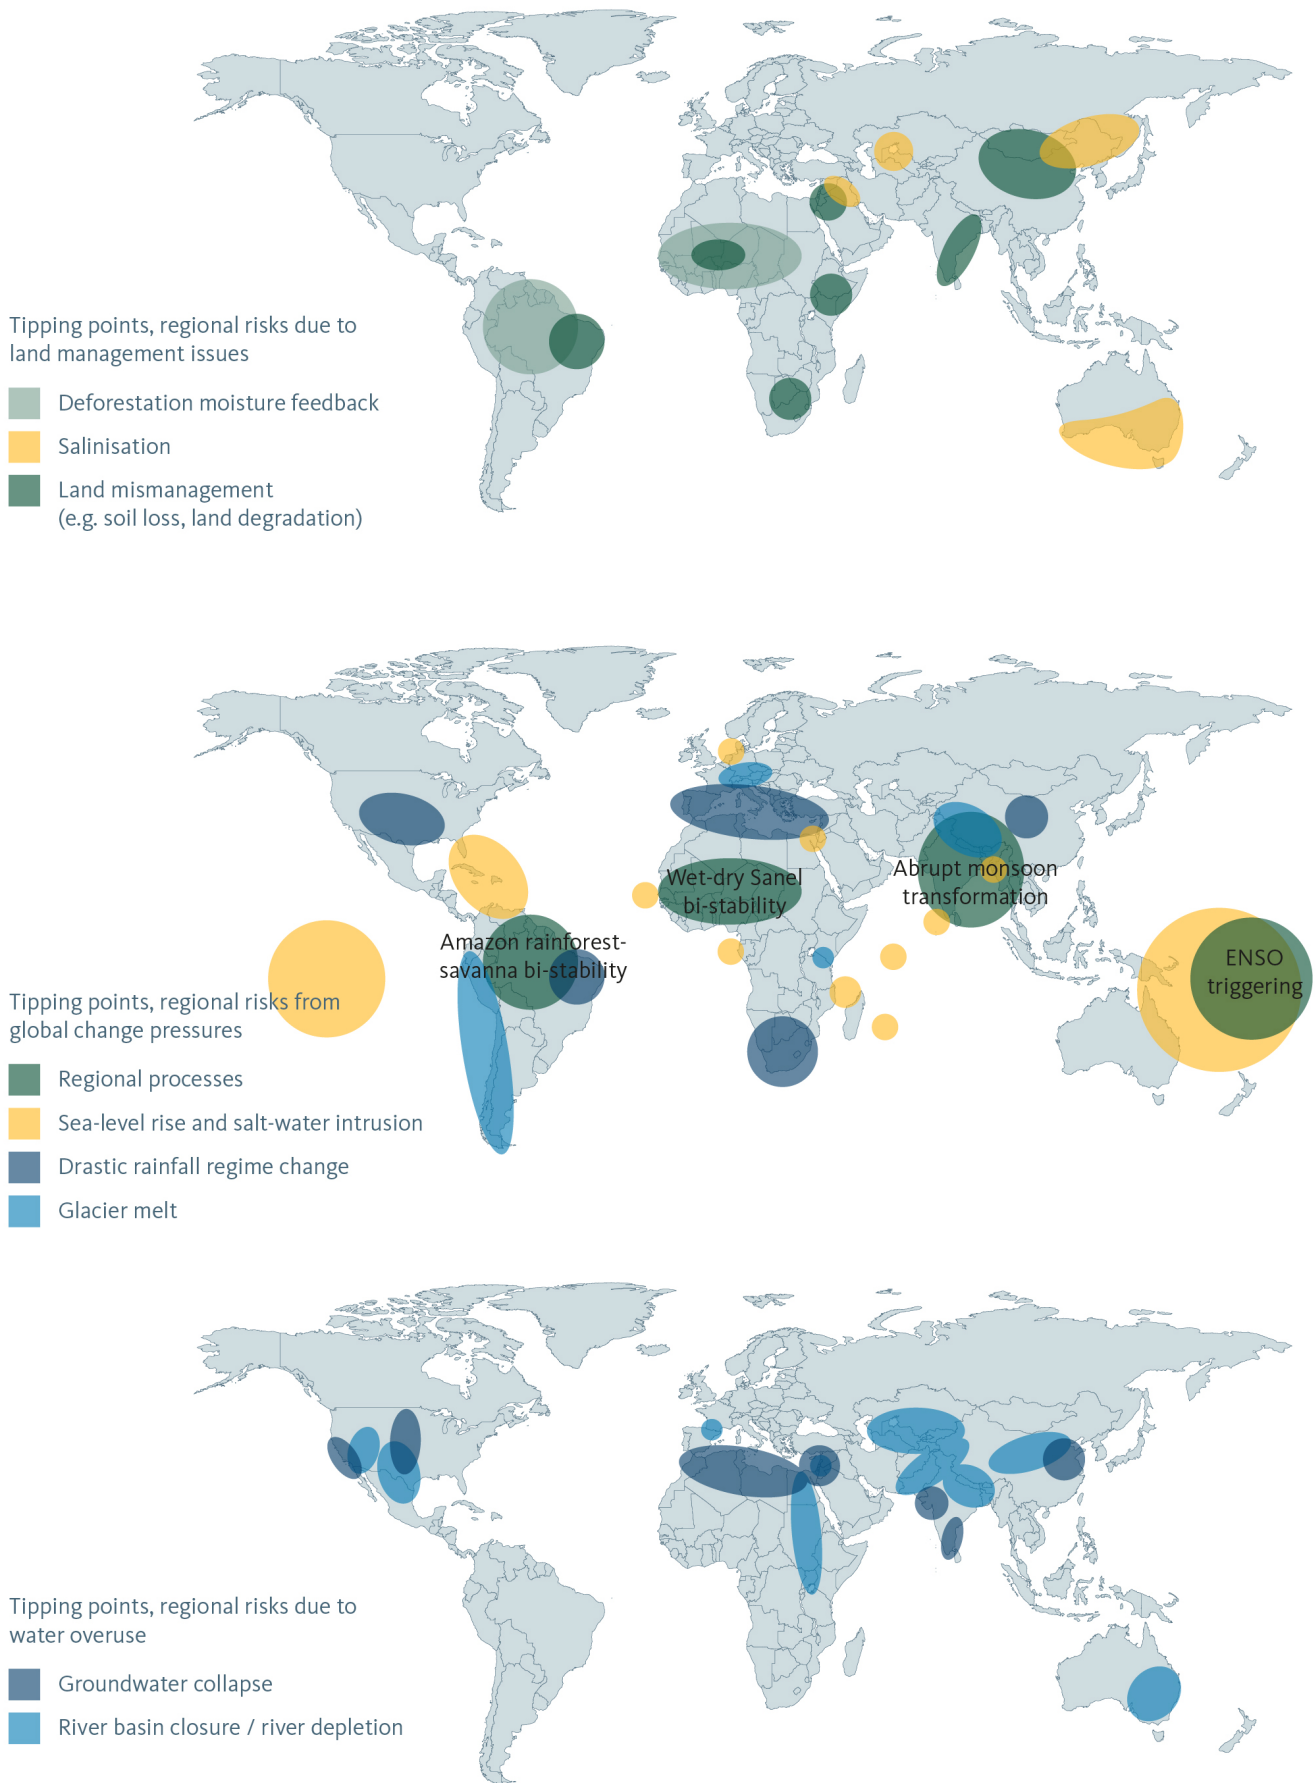 Tipping points, regional risks due to
land management issues
Deforestation moisture feedback
Salinisation
Land mismanagement
(e.g. soil loss, land degradation)
Wet-dry Sanel
bi-stability
Abrupt monsoon
transformation
Amazon rainforest-
savanna bi-stability
ENSO
triggering
Tipping points, regional risks from
global change pressures
Regional processes
Sea-level rise and salt-water intrusion
Drastic rainfall regime change
Glacier melt
Tipping points, regional risks due to
water overuse
Groundwater collapse
River basin closure / river depletion